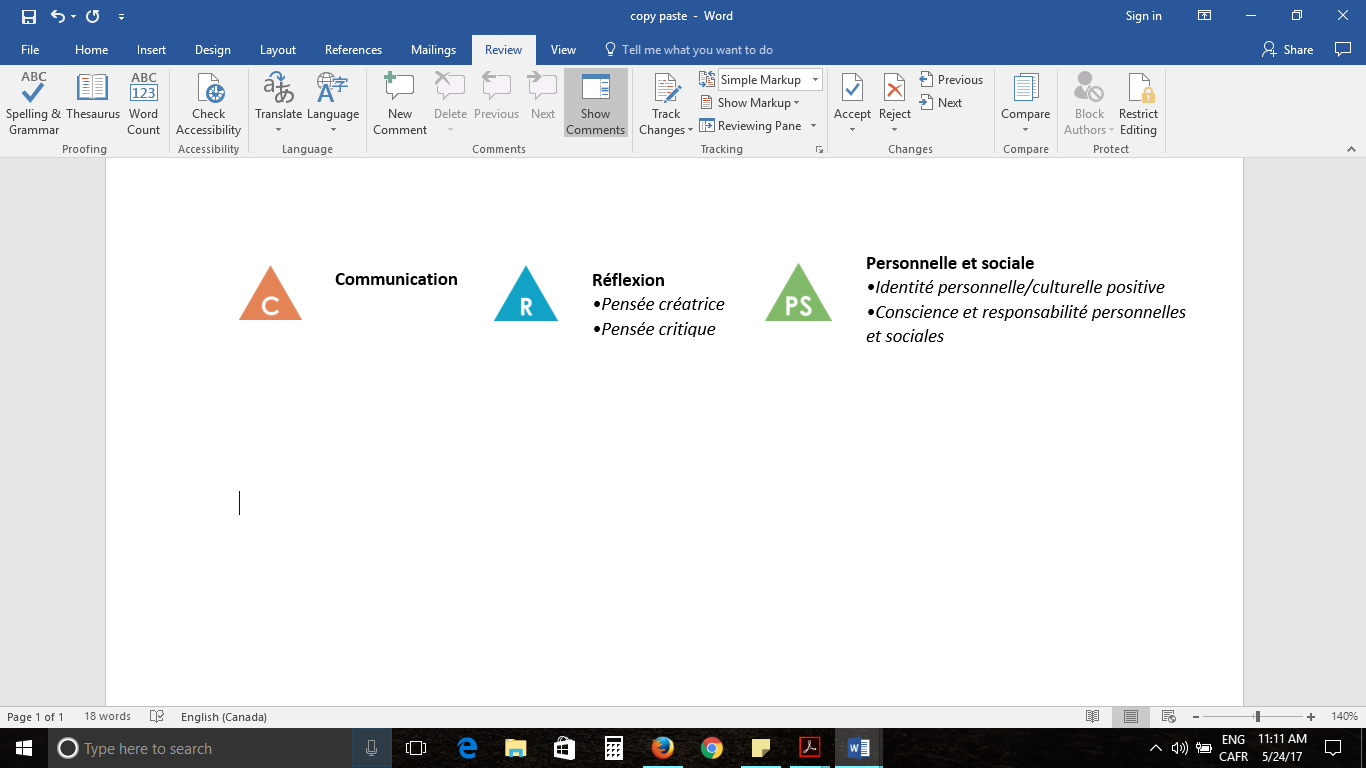 copy paste - Word
Sign in
File Home Insert Design Layout References Mailings Review View Tell me what you want to do Share
ABC ABC 123
Spelling & Grammar Thesaurus Word Count Check Accessibility Translate Language New Comment Delete Previous Next Show Comments Track Changes Simple Markup Show Markup Reviewing Pane Accept Reject Previous Next Compare Block Authors Restrict Editing
Proofing Accessibility Language Comments Tracking Changes Compare Protect
C
Communication
R
Réflexion
•Pensée créatrice
•Pensée critique
PS
Personnelle et sociale
•Identité personnelle/culturelle positive
•Conscience et responsabilité personnelles
et sociales
Page 1 of 1 18 words English (Canada) 140%
Type here to search
ENG 11:11 AM
CAFR 5/24/17